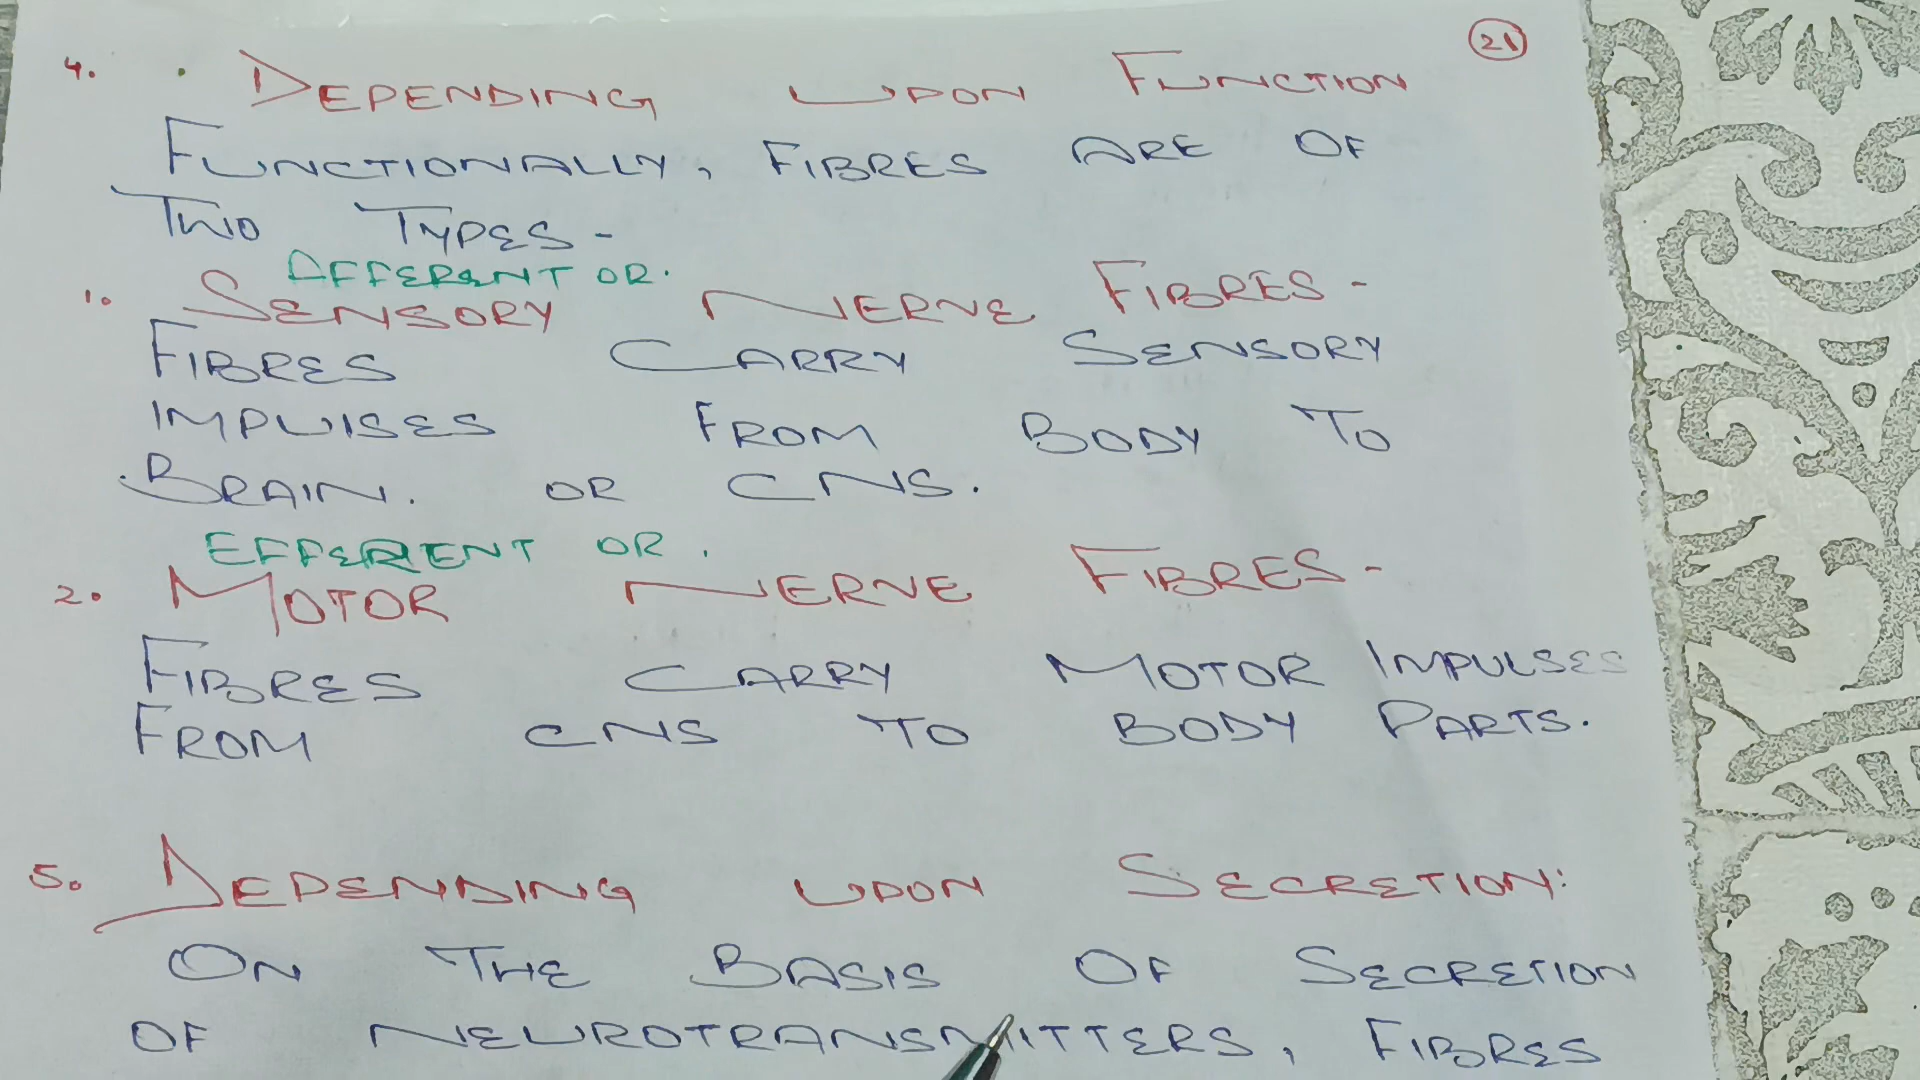 21
4. DEPENDING UPON FUNCTION
FUNCTIONALLY, FIBRES ARE OF
TWO TYPES-
AFFERENT OR.
1. SENSORY NERVE FIBRES-
FIBRES CARRY SENSORY
IMPULSES FROM BODY TO
BRAIN. OR CNS.
EFFERENT OR.
2. MOTOR NERVE FIBRES-
FIBRES CARRY MOTOR IMPULSES
FROM CNS TO BODY PARTS.
5. DEPENDING UPON SECRETION:
ON THE BASIS OF SECRETION
OF NEUROTRANSMITTERS, FIBRES